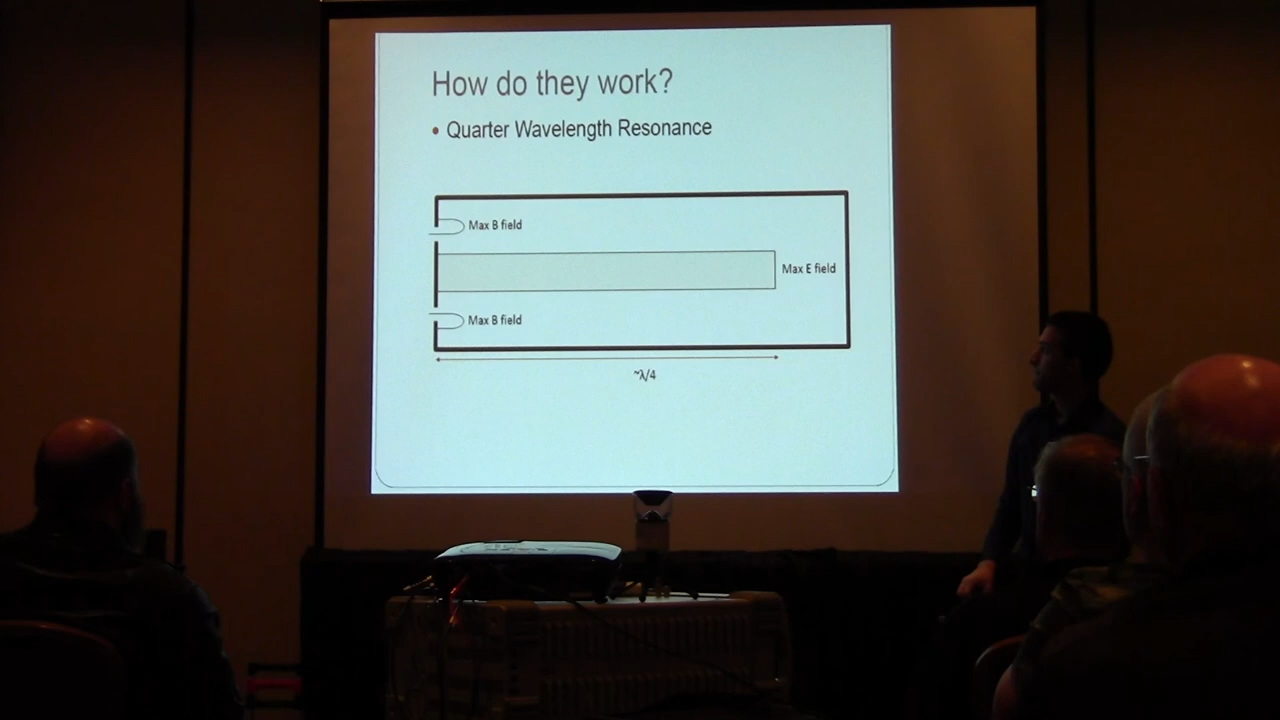 How do they work?
• Quarter Wavelength Resonance
Max B field
Max E field
Max B field
~λ/4